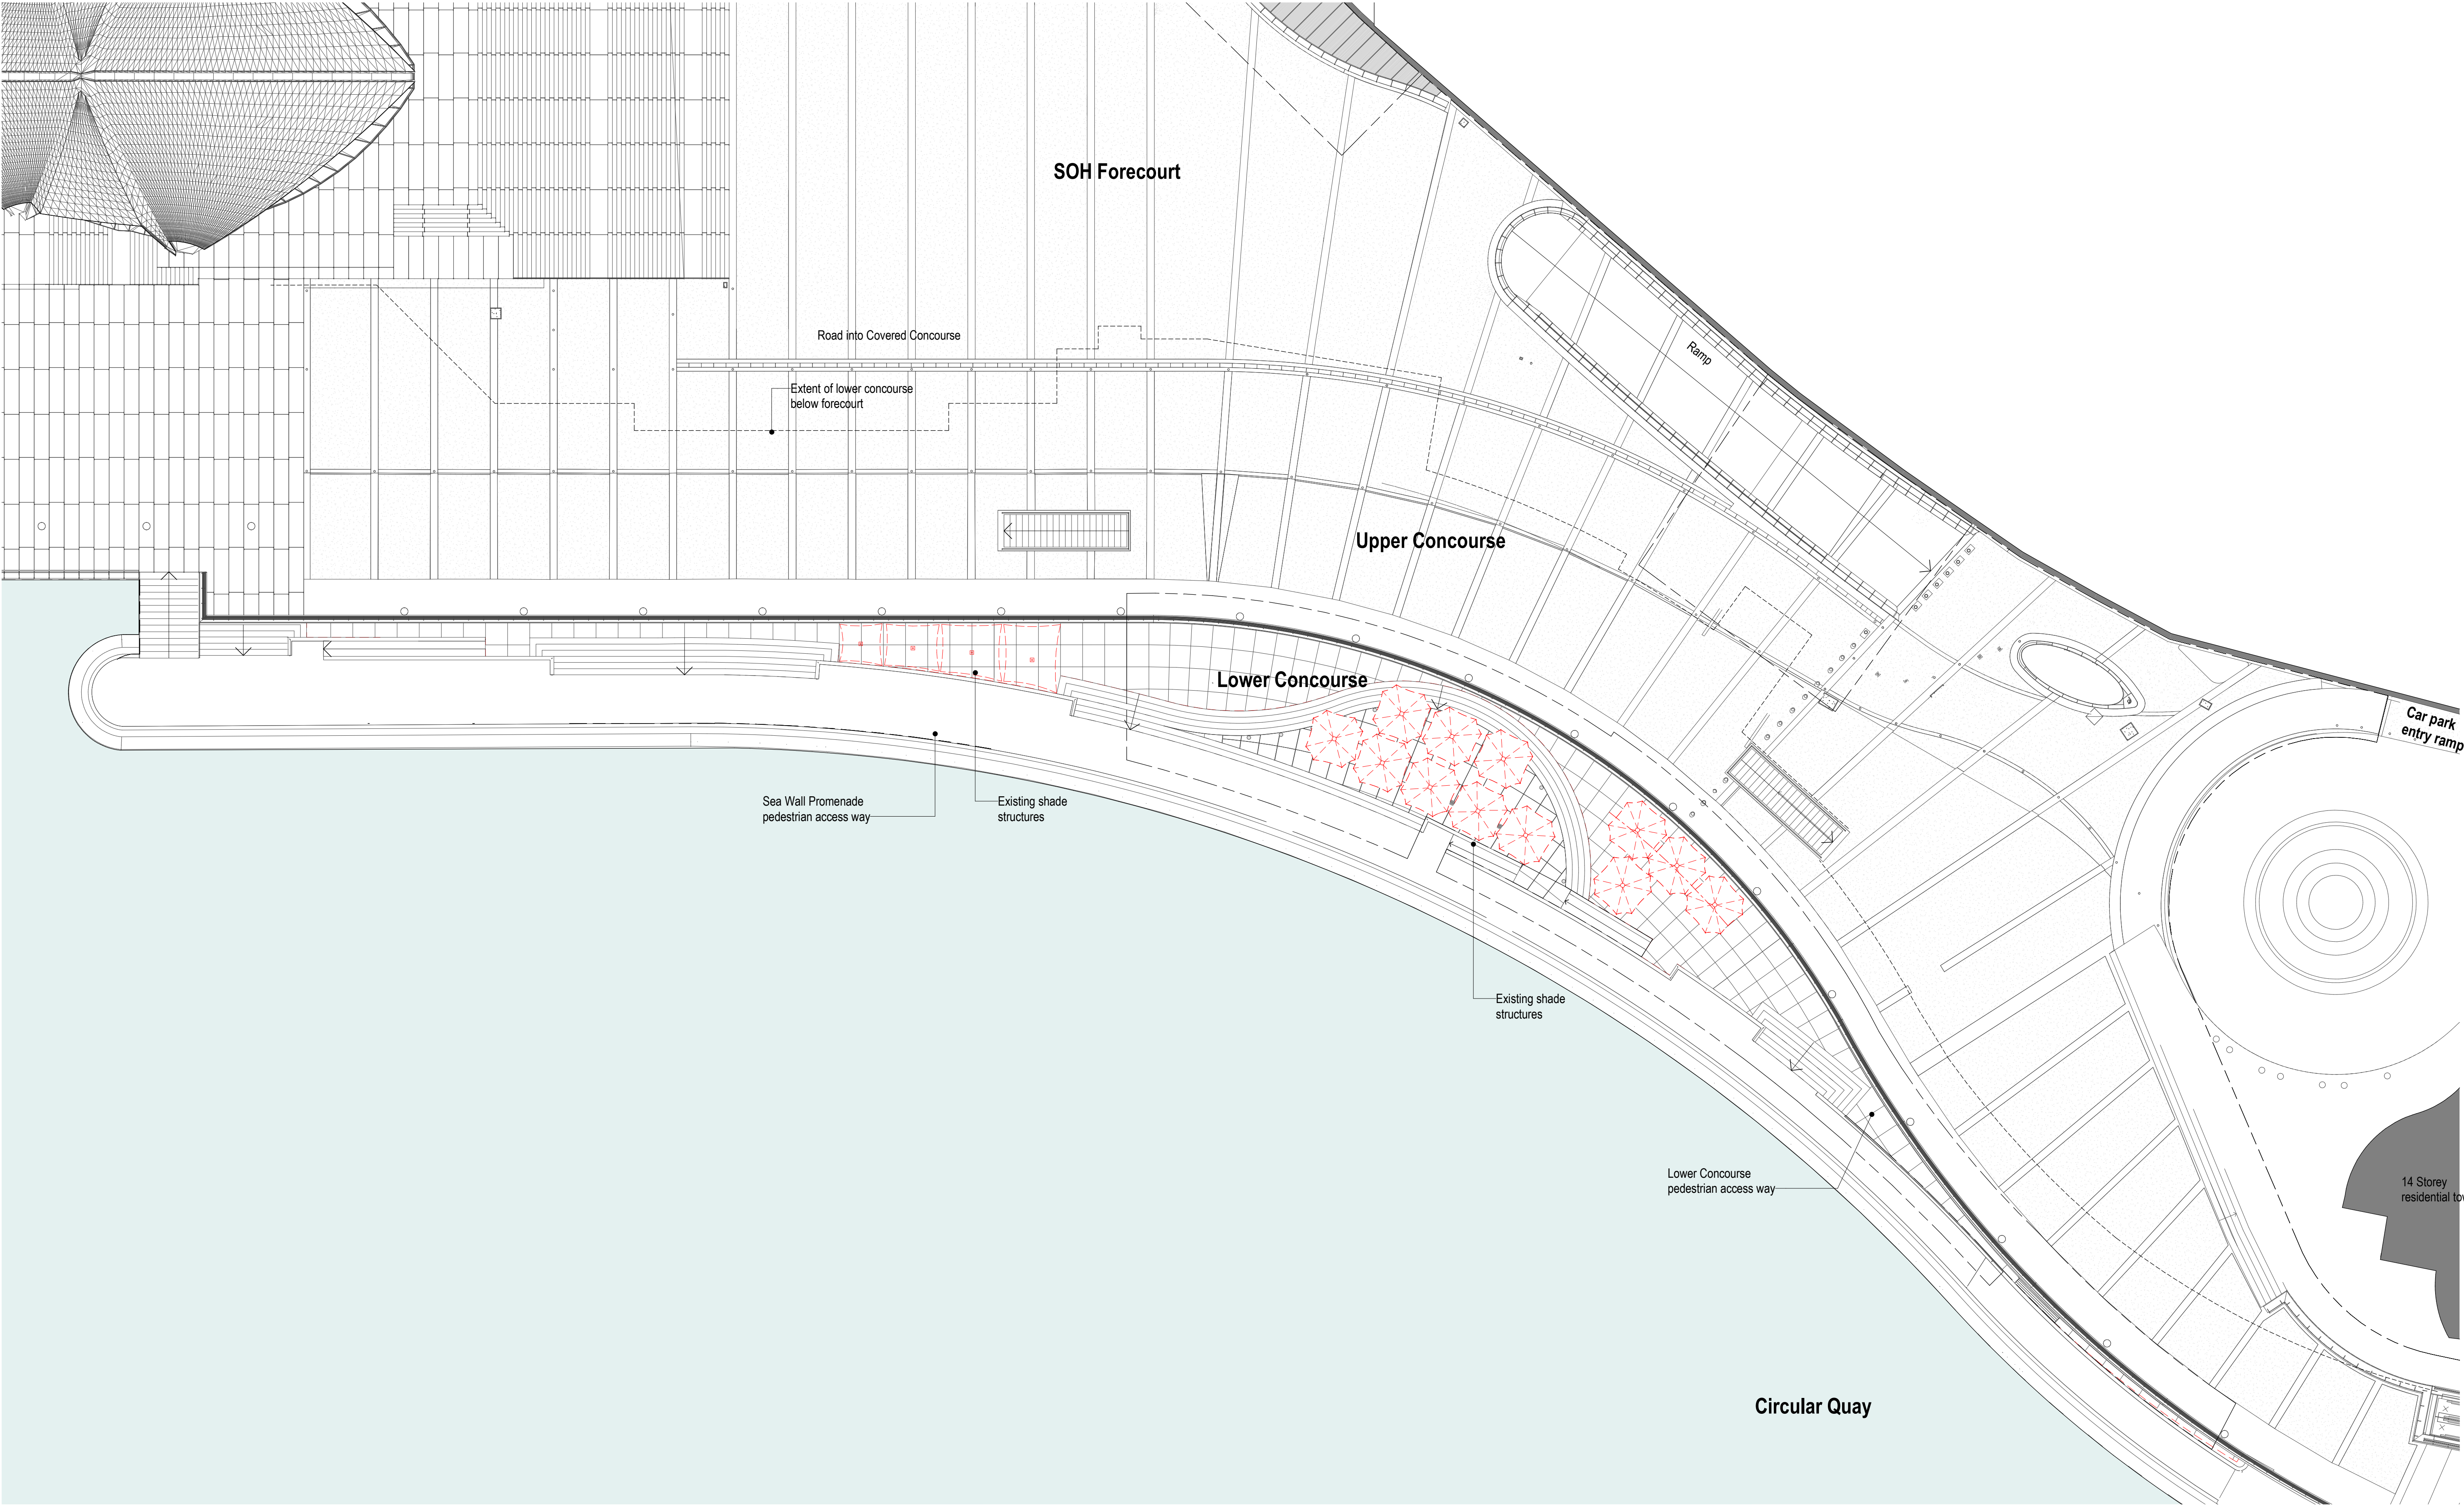 SOH Forecourt
Road into Covered Concourse
Ramp
Extent of lower concourse
below forecourt
Upper Concourse
Lower Concourse
Car park
entry ramp
Sea Wall Promenade
pedestrian access way
Existing shade
structures
Existing shade
structures
Lower Concourse
pedestrian access way
14 Storey
residential to
Circular Quay